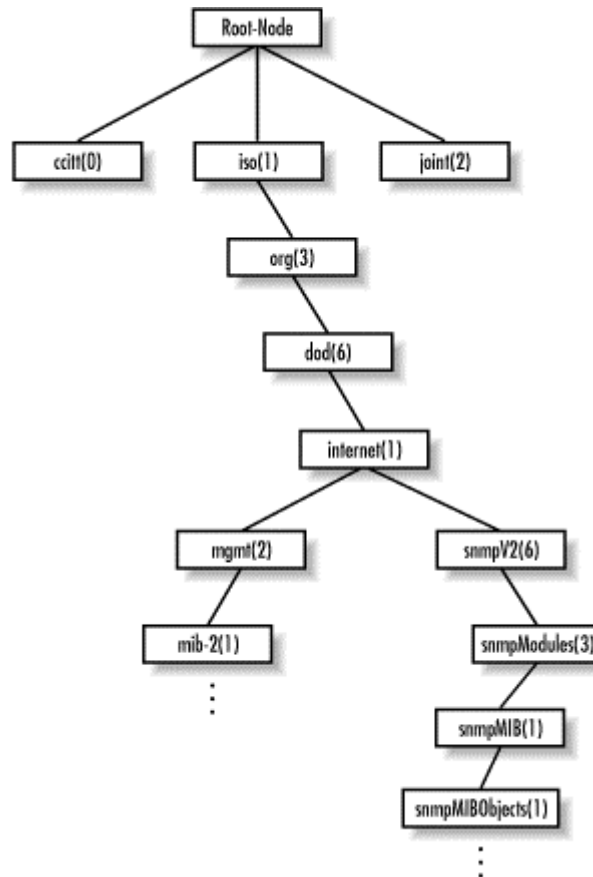 Root-Node
ccitt(0)
iso(1)
joint(2)
org(3)
dod(6)
internet(1)
mgmt(2)
snmpV2(6)
mib-2(1)
snmpModules(3)
snmpMIB(1)
snmpMIBObjects(1)